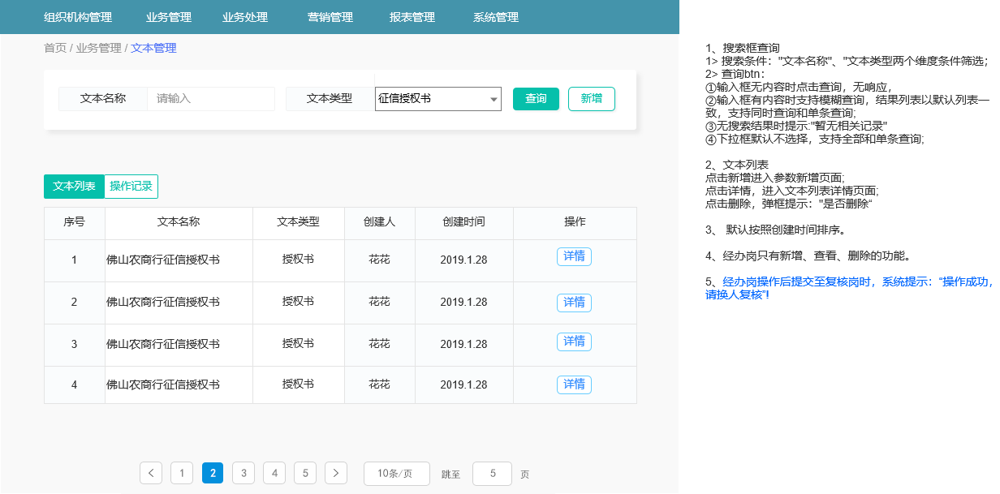 组织机构管理 业务管理 业务处理 营销管理 报表管理 系统管理
首页 / 业务管理 / 文本管理
文本名称 请输入 文本类型 征信授权书 查询 新增
文本列表 操作记录
序号 文本名称 文本类型 创建人 创建时间 操作
1 佛山农商行征信授权书 授权书 花花 2019.1.28 详情
2 佛山农商行征信授权书 授权书 花花 2019.1.28 详情
3 佛山农商行征信授权书 授权书 花花 2019.1.28 详情
4 佛山农商行征信授权书 授权书 花花 2019.1.28 详情
1 2 3 4 5 10条/页 跳至 5 页
1、搜索框查询
1> 搜索条件："文本名称"、"文本类型两个维度条件筛选；
2> 查询btn：
①输入框无内容时点击查询，无响应，
②输入框有内容时支持模糊查询，结果列表以默认列表一
致，支持同时查询和单条查询；
③无搜索结果时提示:"暂无相关记录"
④下拉框默认不选择，支持全部和单条查询；
2、文本列表
点击新增进入参数新增页面；
点击详情，进入文本列表详情页面；
点击删除，弹框提示："是否删除“
3、 默认按照创建时间排序。
4、经办岗只有新增、查看、删除的功能。
5、经办岗操作后提交至复核岗时，系统提示：“操作成功，
请换人复核”！